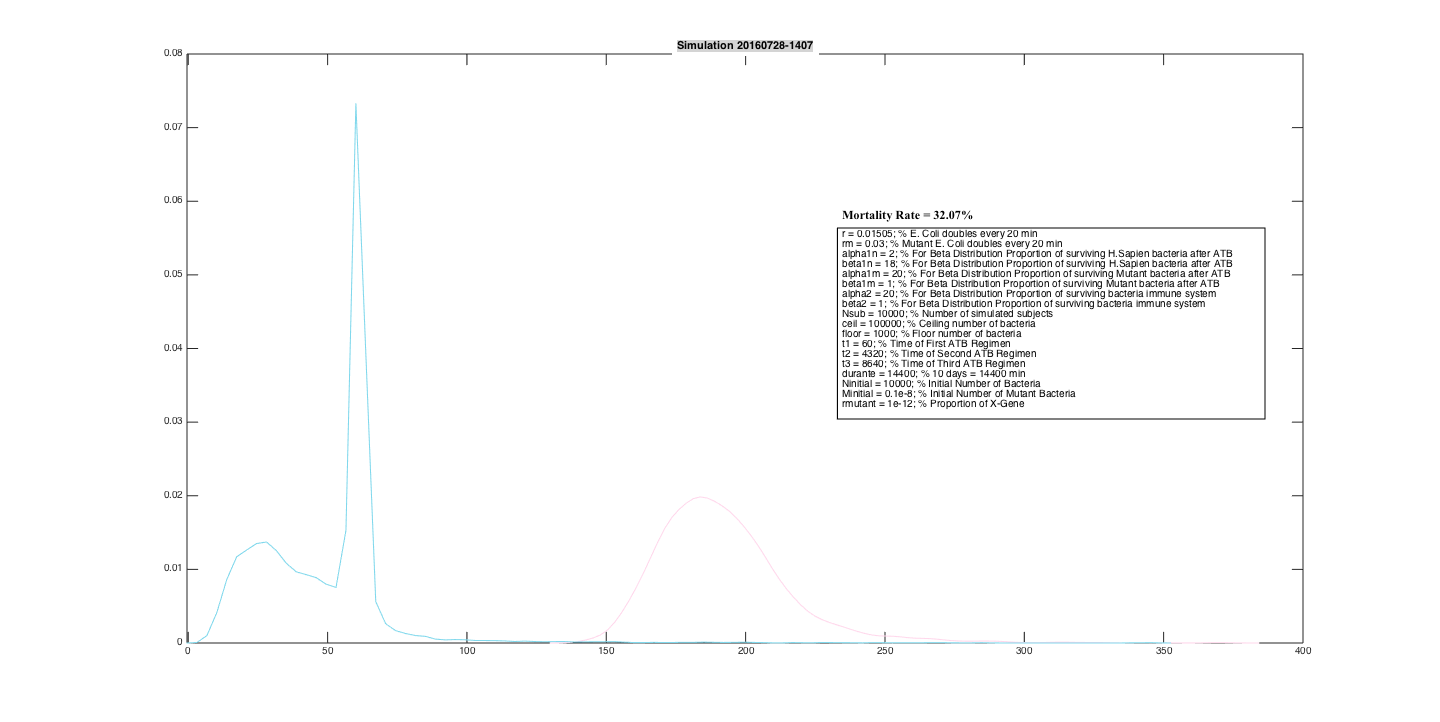 Simulation 20160728-1407
0.08
0.07
0.06
0.05
0.04
0.03
0.02
0.01
0
Mortality Rate = 32.07%
r = 0.01505; % E. Coli doubles every 20 min
rm = 0.03; % Mutant E. Coli doubles every 20 min
alpha1n = 2; % For Beta Distribution Proportion of surviving H.Sapien bacteria after ATB
beta1n = 18; % For Beta Distribution Proportion of surviving H.Sapien bacteria after ATB
alpha1m = 20; % For Beta Distribution Proportion of surviving Mutant bacteria after ATB
beta1m = 1; % For Beta Distribution Proportion of surviving Mutant bacteria after ATB
alpha2 = 20; % For Beta Distribution Proportion of surviving bacteria immune system
beta2 = 1; % For Beta Distribution Proportion of surviving bacteria immune system
Nsub = 10000; % Number of simulated subjects
ceil = 100000; % Ceiling number of bacteria
floor = 1000; % Floor number of bacteria
t1 = 60; % Time of First ATB Regimen
t2 = 4320; % Time of Second ATB Regimen
t3 = 8640; % Time of Third ATB Regimen
durante = 14400; % 10 days = 14400 min
Ninitial = 10000; % Initial Number of Bacteria
Minitial = 0.1e-8; % Initial Number of Mutant Bacteria
rmutant = 1e-12; % Proportion of X-Gene
0 50 100 150 200 250 300 350 400